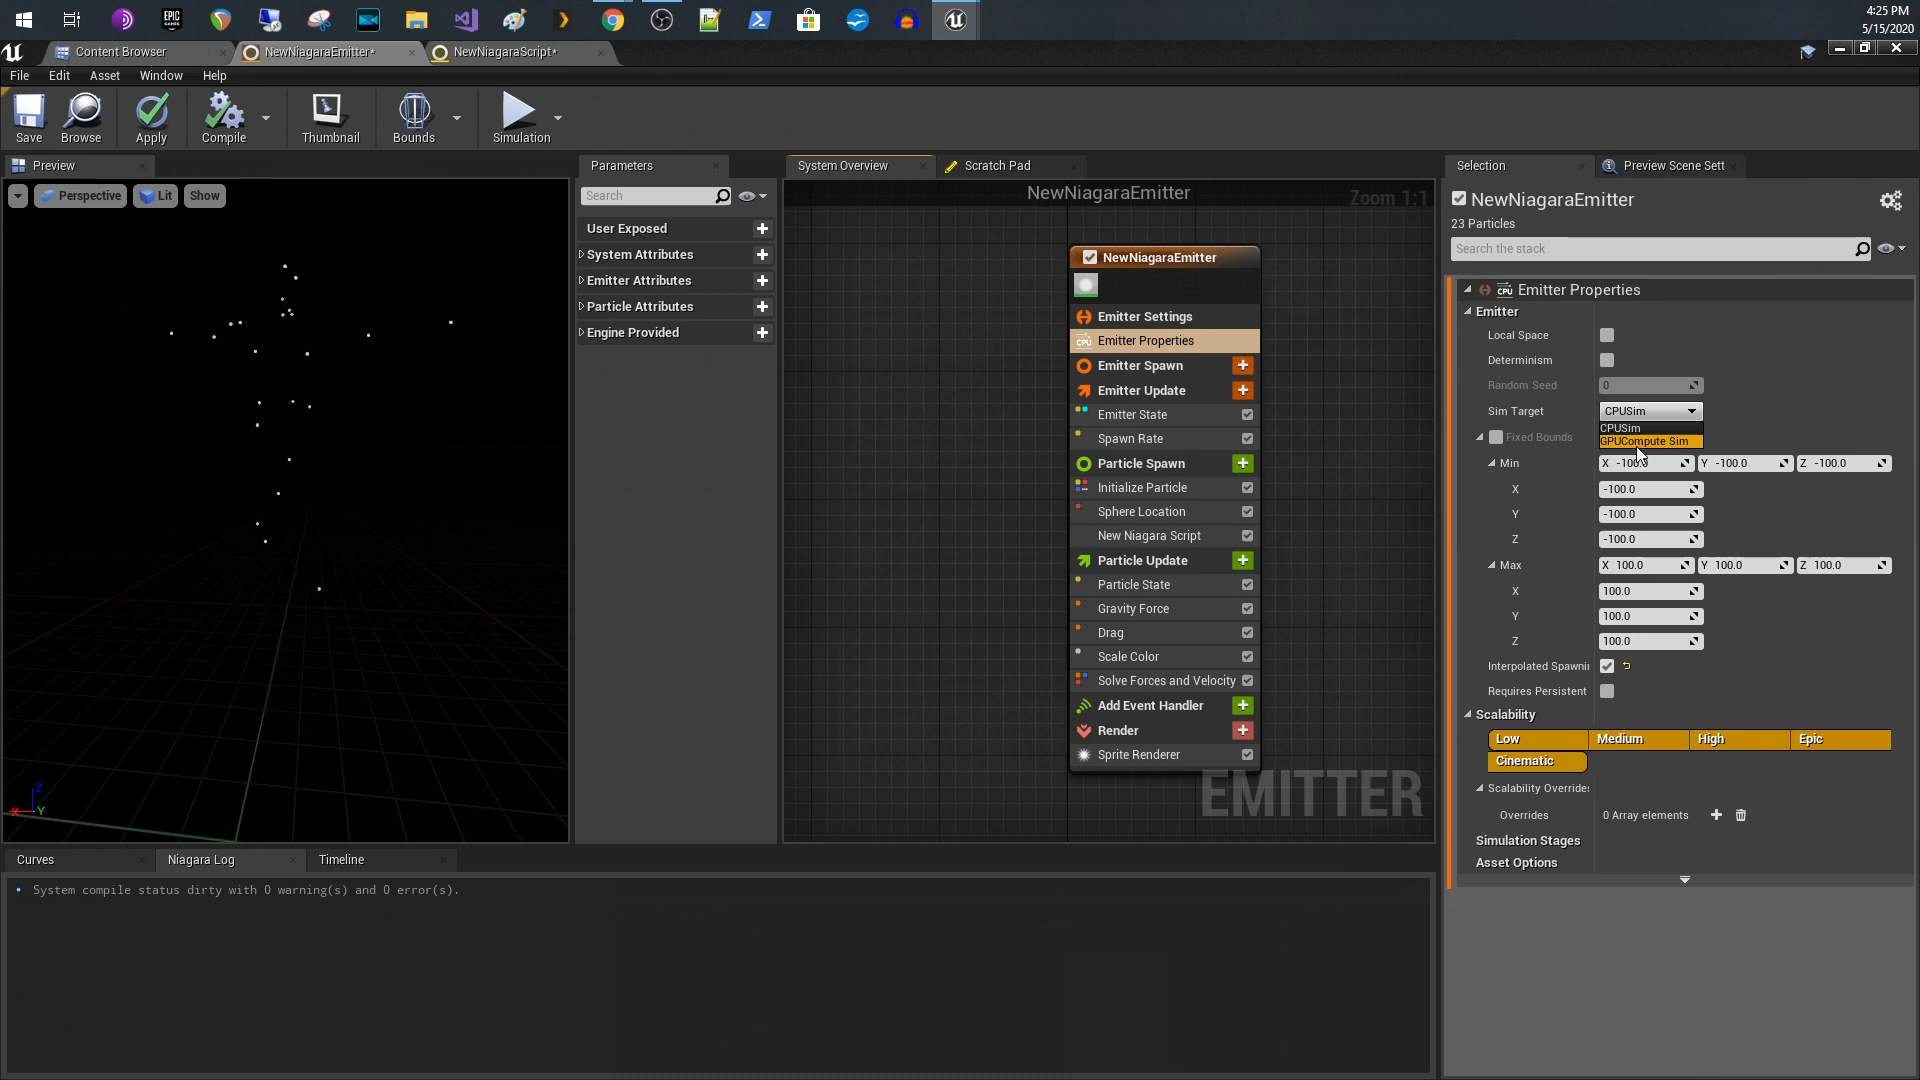 4:25 PM
5/15/2020
EPIC GAMES
Content Browser
NewNiagaraEmitter*
NewNiagaraScript*
File Edit Asset Window Help
Save
Browse
Apply
Compile
Thumbnail
Bounds
Simulation
Preview
Parameters
System Overview
Scratch Pad
Selection
Preview Scene Sett
Perspective
Lit
Show
Search
User Exposed
System Attributes
Emitter Attributes
Particle Attributes
Engine Provided
NewNiagaraEmitter
Zoom 1:1
NewNiagaraEmitter
Emitter Settings
CPU Emitter Properties
Emitter Spawn
Emitter Update
Emitter State
Spawn Rate
Particle Spawn
Initialize Particle
Sphere Location
New Niagara Script
Particle Update
Particle State
Gravity Force
Drag
Scale Color
Solve Forces and Velocity
Add Event Handler
Render
Sprite Renderer
EMITTER
NewNiagaraEmitter
23 Particles
Search the stack
CPU Emitter Properties
Emitter
Local Space
Determinism
Random Seed 0
Sim Target CPUSim
CPUSim
GPUCompute Sim
Fixed Bounds
Min X -100.0 Y -100.0 Z -100.0
X -100.0
Y -100.0
Z -100.0
Max X 100.0 Y 100.0 Z 100.0
X 100.0
Y 100.0
Z 100.0
Interpolated Spawni
Requires Persistent
Scalability
Low Medium High Epic
Cinematic
Scalability Override
Overrides 0 Array elements
Simulation Stages
Asset Options
Curves
Niagara Log
Timeline
System compile status dirty with 0 warning(s) and 0 error(s).
Z
X
Y